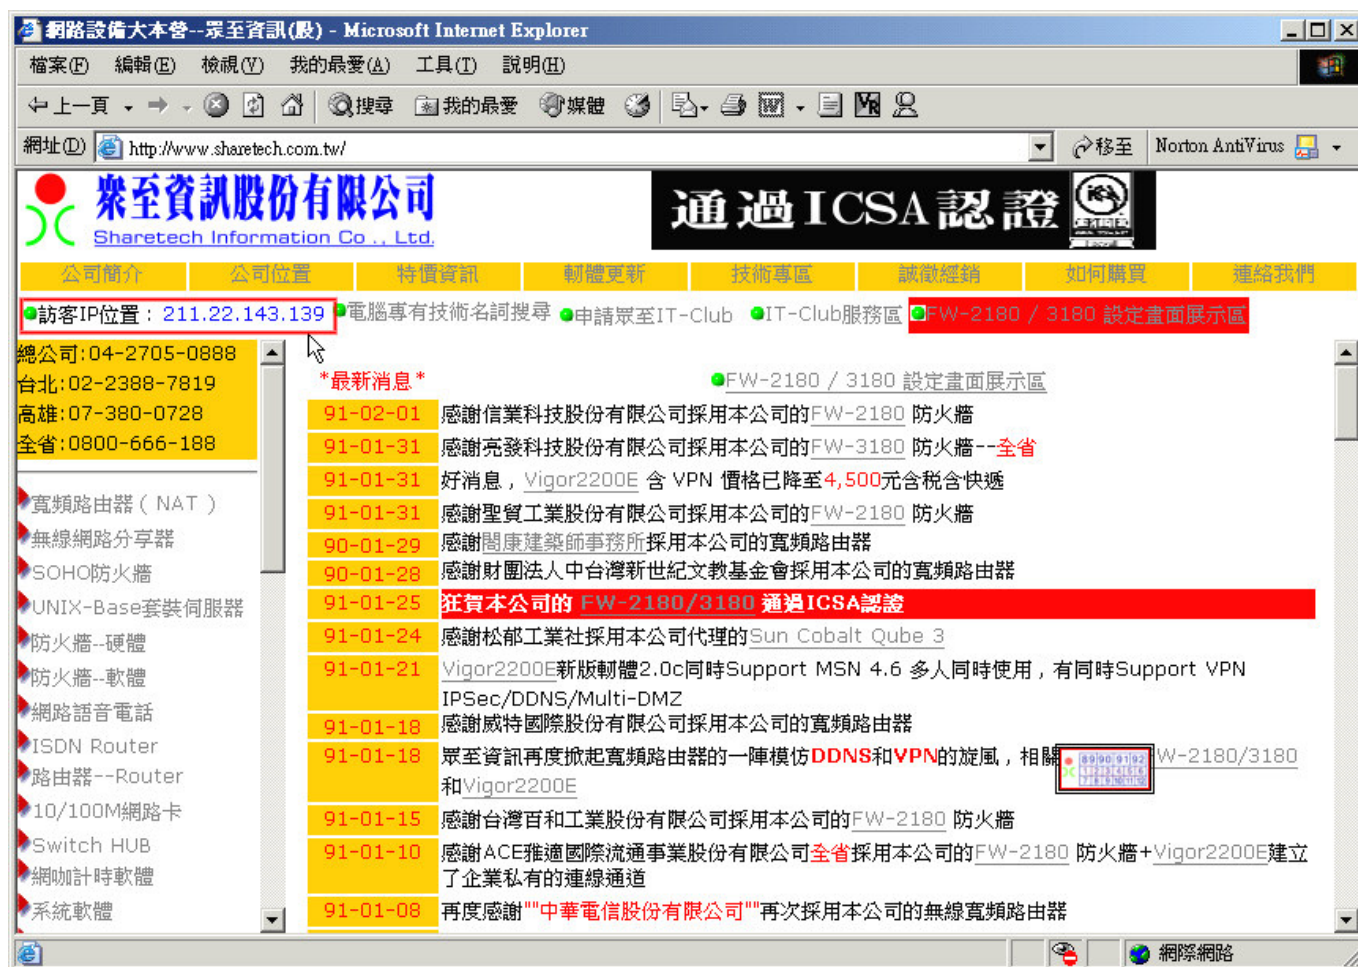 網路設備大本營--眾至資訊(股) - Microsoft Internet Explorer
檔案(F) 編輯(E) 檢視(V) 我的最愛(A) 工具(T) 說明(H)
上一頁 搜尋 我的最愛 媒體
網址(D) http://www.sharetech.com.tw/ 移至 Norton AntiVirus
眾至資訊股份有限公司 通過ICSA認證
Sharetech Information Co., Ltd.
公司簡介 公司位置 特價資訊 軔體更新 技術專區 誠徵經銷 如何購買 連絡我們
訪客IP位置：211.22.143.139 電腦專有技術名詞搜尋 申請眾至IT-Club IT-Club服務區 FW-2180 / 3180 設定畫面展示區
總公司:04-2705-0888
台北:02-2388-7819
高雄:07-380-0728
全省:0800-666-188
寬頻路由器（NAT）
無線網路分享器
SOHO防火牆
UNIX-Base套裝伺服器
防火牆--硬體
防火牆--軟體
網路語音電話
ISDN Router
路由器--Router
10/100M網路卡
Switch HUB
網咖計時軟體
系統軟體
*最新消息* FW-2180 / 3180 設定畫面展示區
91-02-01 感謝信業科技股份有限公司採用本公司的FW-2180 防火牆
91-01-31 感謝亮發科技股份有限公司採用本公司的FW-3180 防火牆--全省
91-01-31 好消息，Vigor2200E 含 VPN 價格已降至4,500元含稅含快遞
91-01-31 感謝聖貿工業股份有限公司採用本公司的FW-2180 防火牆
90-01-29 感謝閤康建築師事務所採用本公司的寬頻路由器
90-01-28 感謝財團法人中台灣新世紀文教基金會採用本公司的寬頻路由器
91-01-25 狂賀本公司的 FW-2180/3180 通過ICSA認證
91-01-24 感謝松郁工業社採用本公司代理的Sun Cobalt Qube 3
91-01-21 Vigor2200E新版軔體2.0c同時Support MSN 4.6 多人同時使用，有同時Support VPN
IPSec/DDNS/Multi-DMZ
91-01-18 感謝威特國際股份有限公司採用本公司的寬頻路由器
91-01-18 眾至資訊再度掀起寬頻路由器的一陣模仿DDNS和VPN的旋風，相關 W-2180/3180
和Vigor2200E
89 90 91 92
91-01-15 感謝台灣百和工業股份有限公司採用本公司的FW-2180 防火牆
91-01-10 感謝ACE雅適國際流通事業股份有限公司全省採用本公司的FW-2180 防火牆+Vigor2200E建立
了企業私有的連線通道
91-01-08 再度感謝""中華電信股份有限公司""再次採用本公司的無線寬頻路由器
網際網路